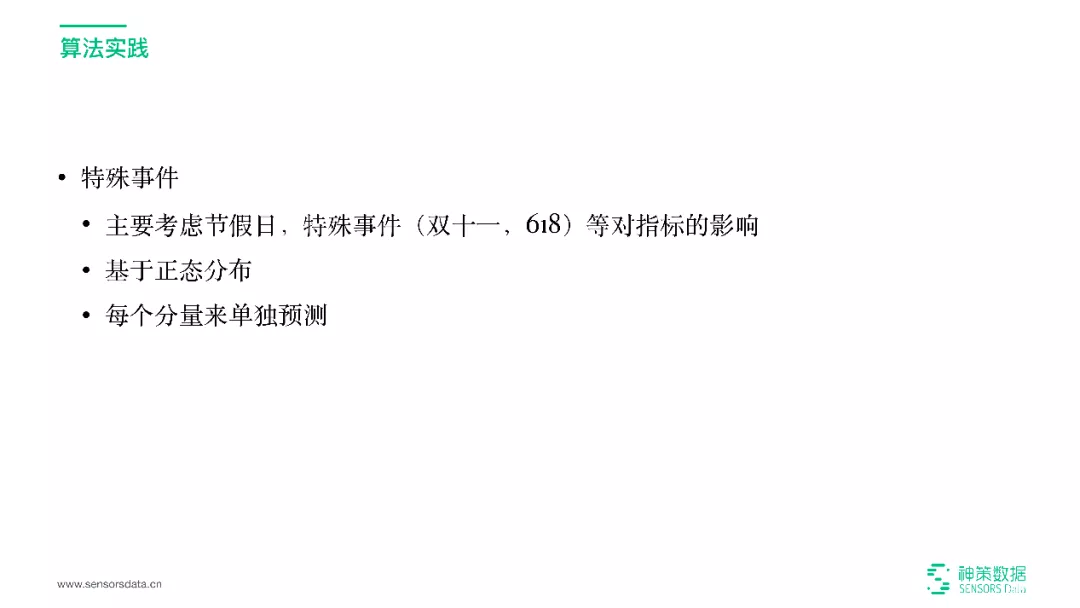 算法实践
• 特殊事件
• 主要考虑节假日，特殊事件（双十一，618）等对指标的影响
• 基于正态分布
• 每个分量来单独预测
www.sensorsdata.cn
神策数据
SENSORS Data